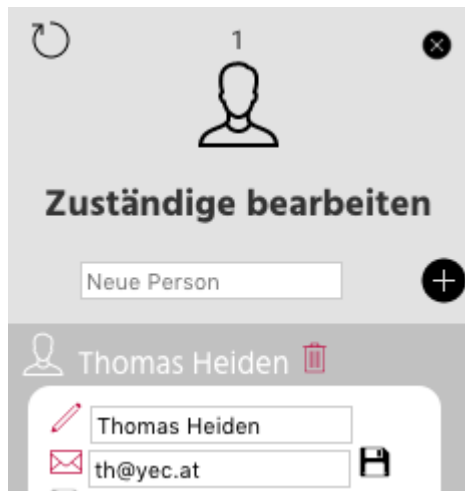 1
Zuständige bearbeiten
Neue Person
Thomas Heiden
Thomas Heiden
th@yec.at